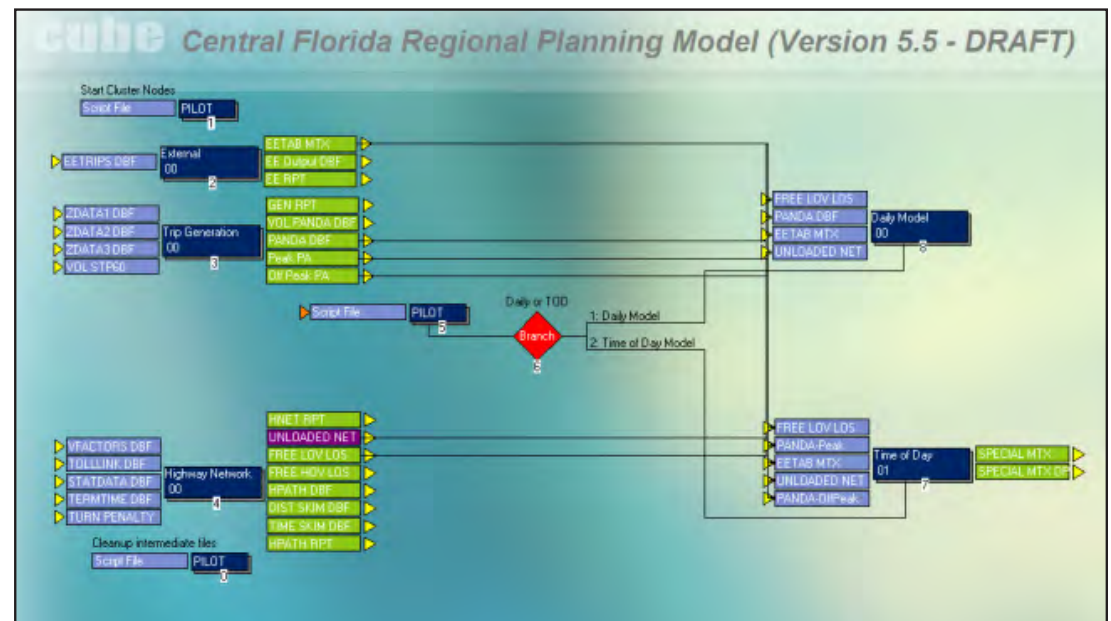 cube Central Florida Regional Planning Model (Version 5.5 - DRAFT)
Start Cluster Nodes
Script File PILOT
1
EETRIPS DBF
External
00
2
EETAB MTX
EE Output DBF
EE RPT
ZDATA1 DBF
ZDATA2 DBF
ZDATA3 DBF
VOL STP60
Trip Generation
00
3
GEN RPT
VOL PANDA DBF
PANDA DBF
Peak PA
Off Peak PA
FREE LOV LOS
PANDA DBF
EETAB MTX
UNLOADED NET
Daily Model
00
8
Script File PILOT
5
Daily or TOD
Branch
6
1: Daily Model
2: Time of Day Model
VFACTORS DBF
TOLLLINK DBF
STATDATA DBF
TERMTIME DBF
TURN PENALTY
Highway Network
00
4
HNET RPT
UNLOADED NET
FREE LOV LOS
FREE HOV LOS
HPATH DBF
DIST SKIM DBF
TIME SKIM DBF
HPATH RPT
FREE LOV LOS
PANDA-Peak
EETAB MTX
UNLOADED NET
PANDA-OffPeak
Time of Day
01
7
SPECIAL MTX
SPECIAL MTX OP
Cleanup intermediate files
Script File PILOT
0